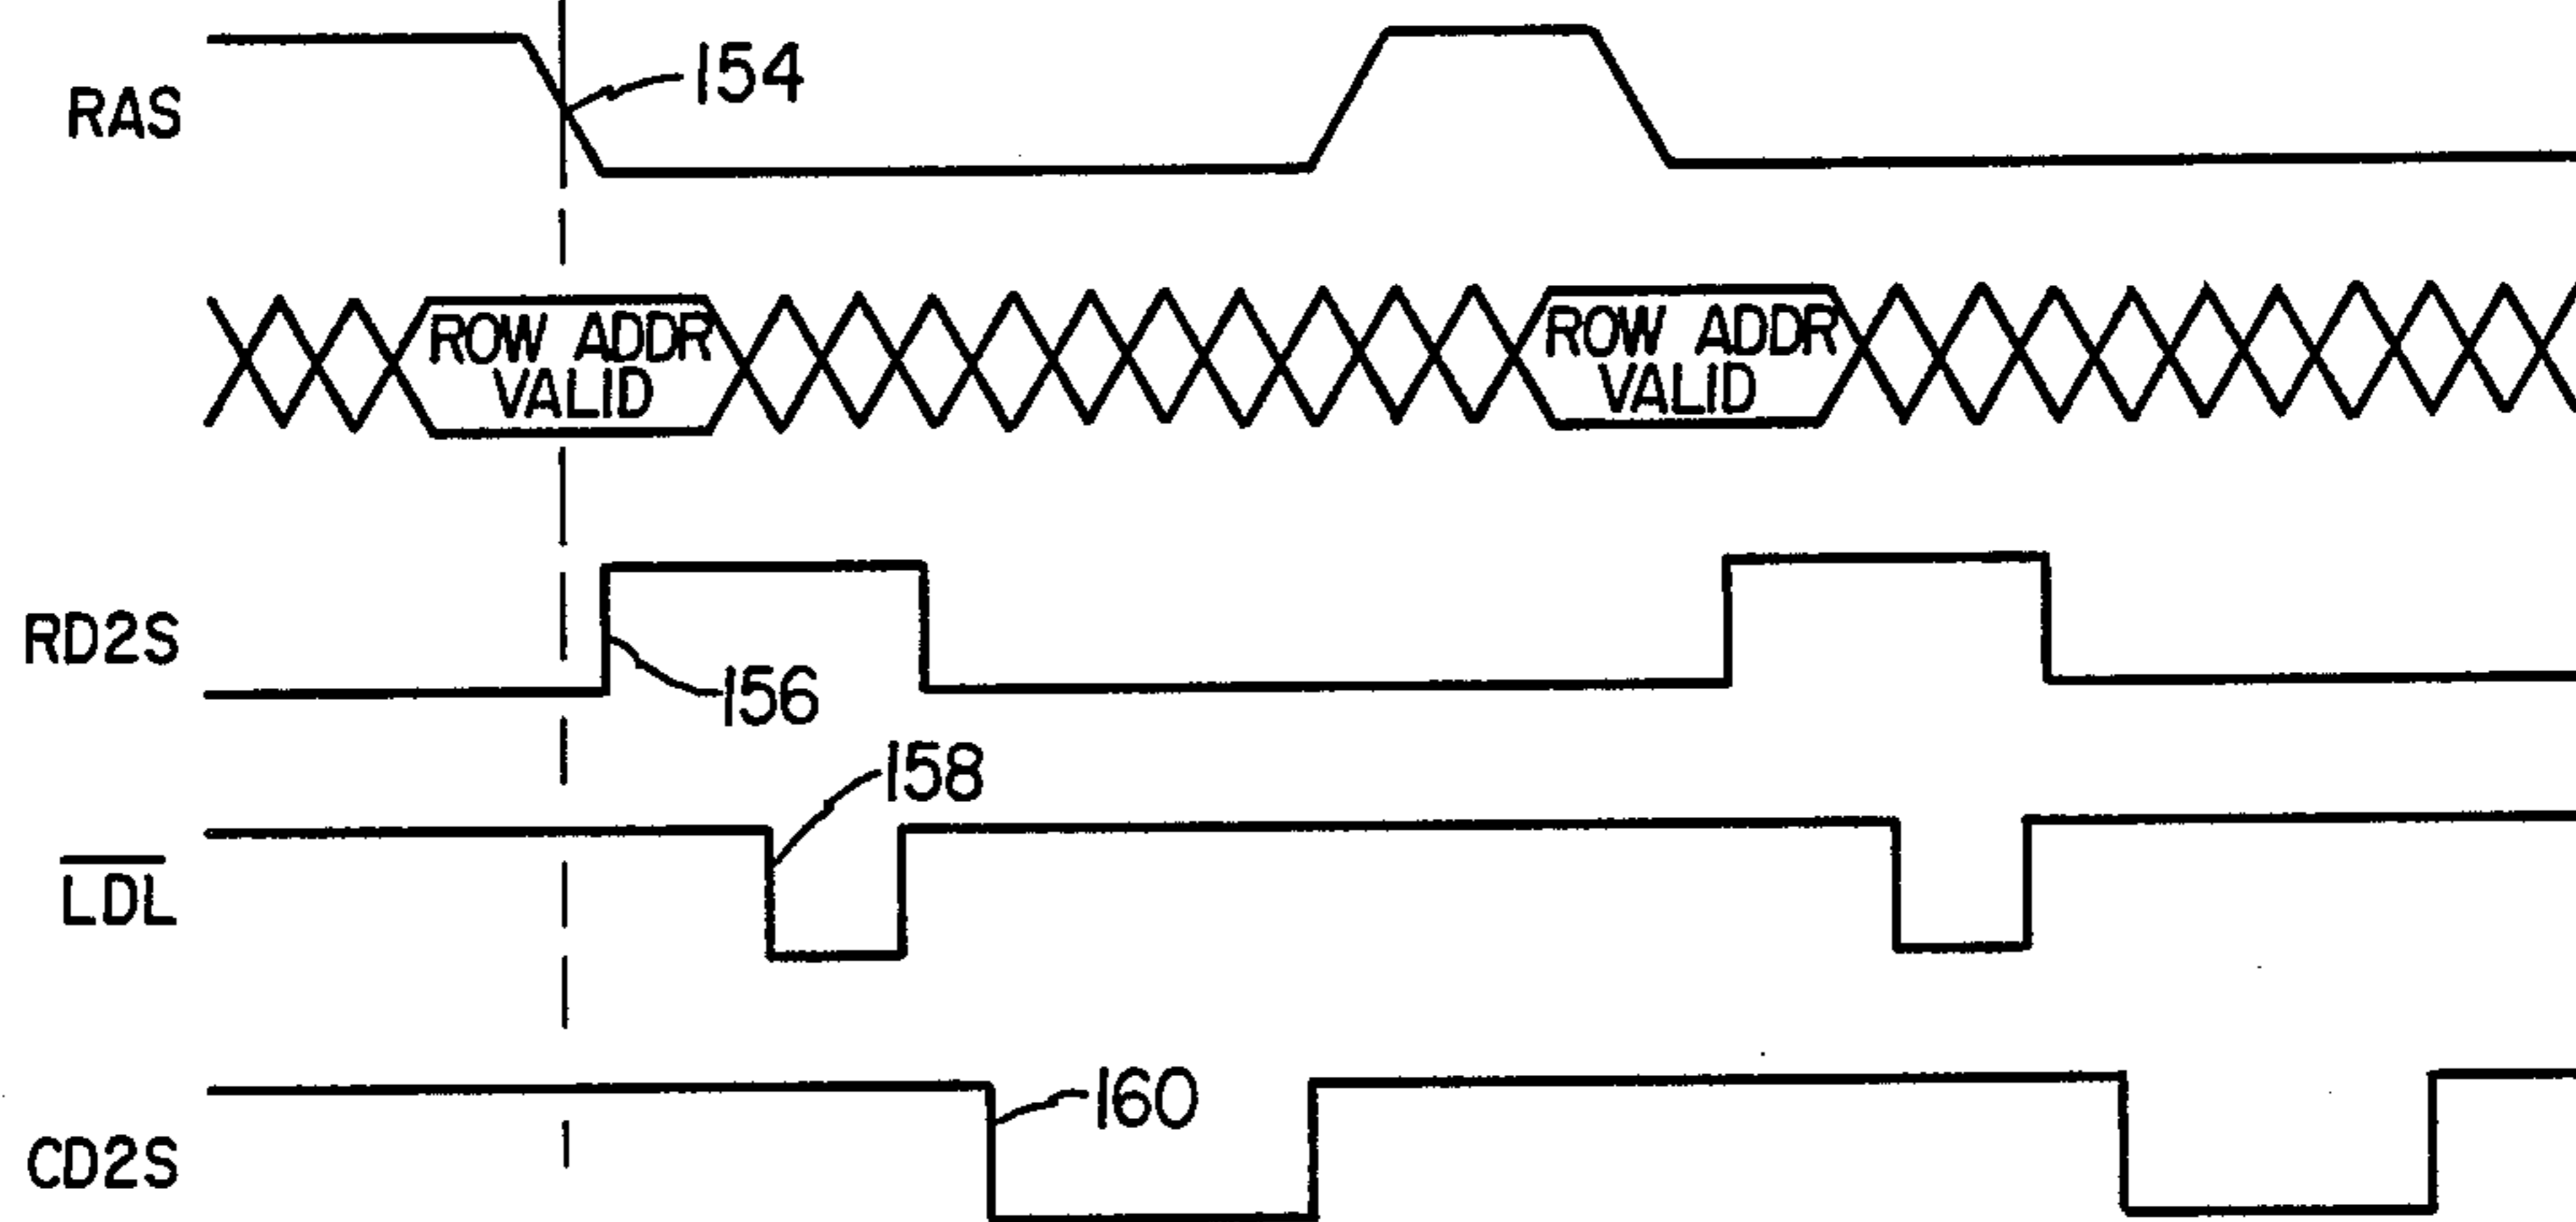 RAS
154
ROW ADDR
VALID
ROW ADDR
VALID
RD2S
156
158
LDL
160
CD2S